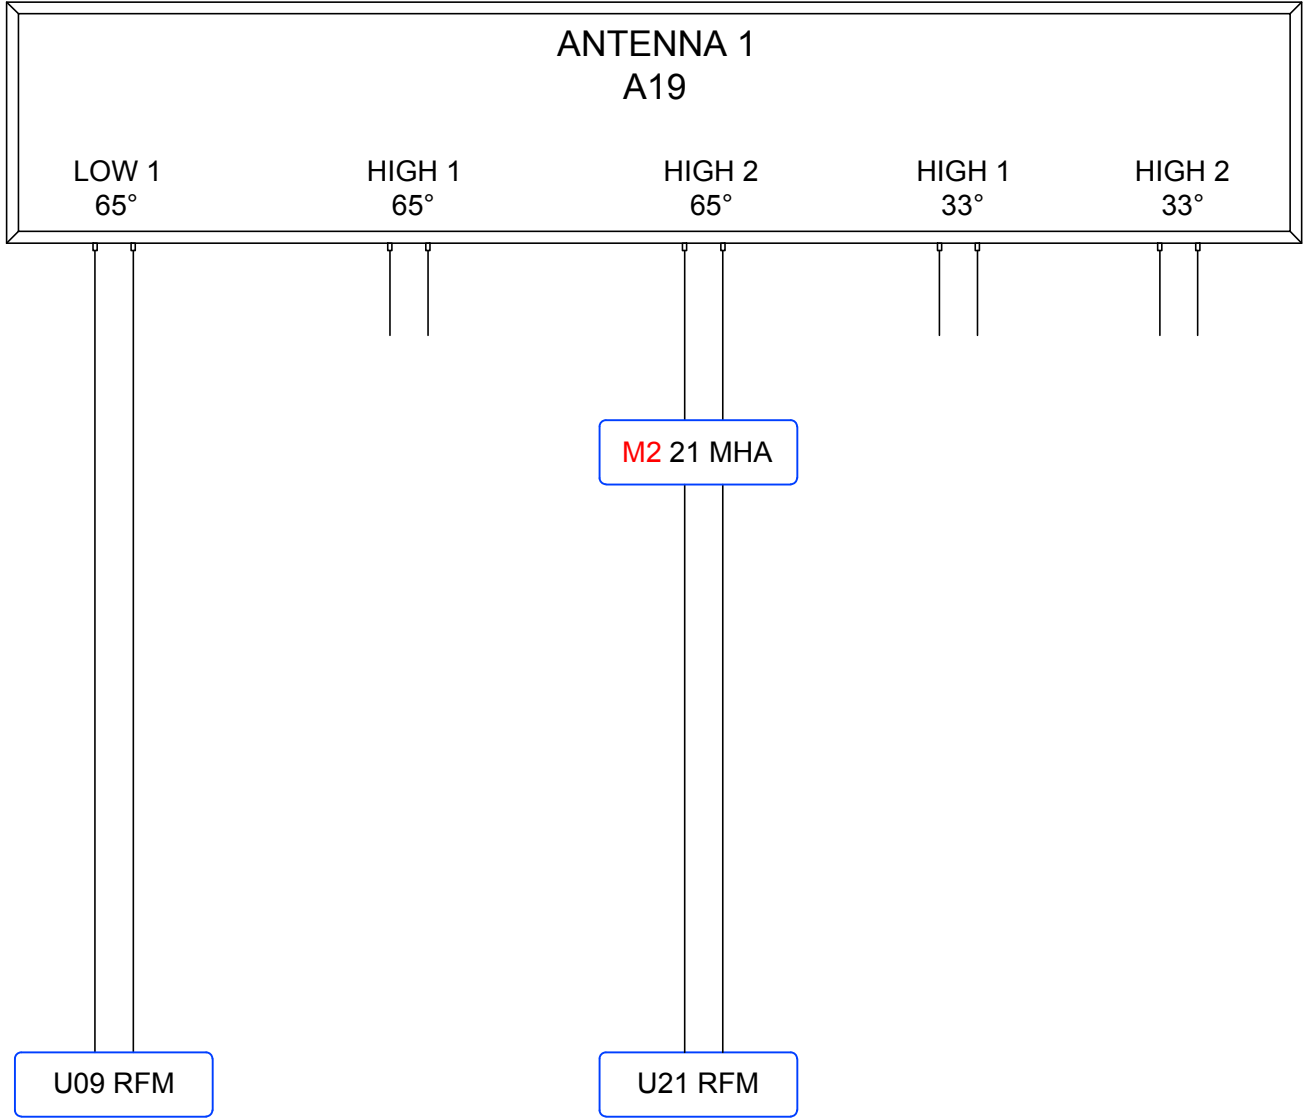 ANTENNA 1
A19
LOW 1
65°
HIGH 1
65°
HIGH 2
65°
HIGH 1
33°
HIGH 2
33°
M2 21 MHA
U09 RFM
U21 RFM